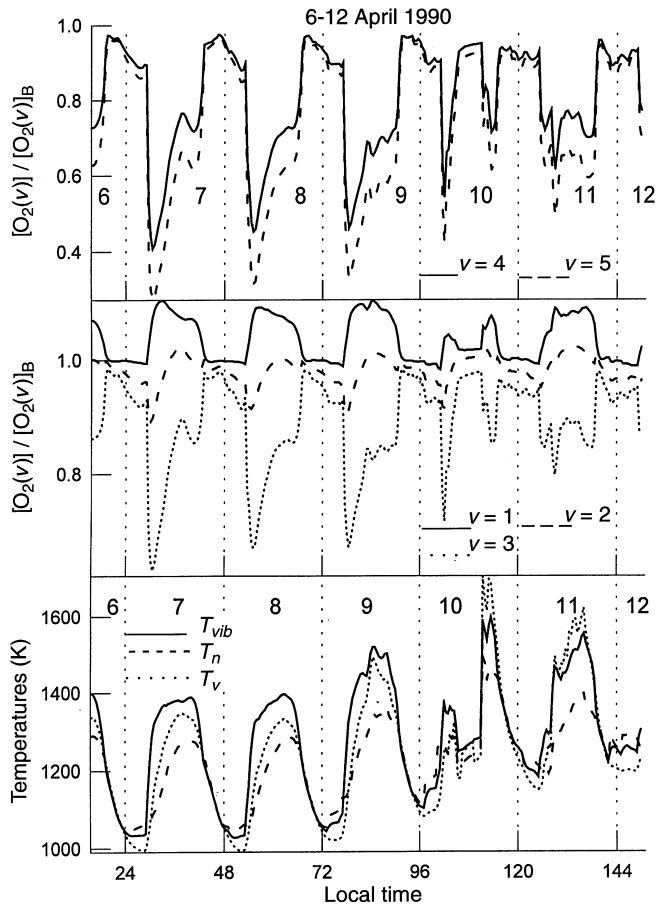 6-12 April 1990
[O₂(v)] / [O₂(v)]B
1.0
0.8
0.6
0.4
6 7 8 9 10 11 12
v = 4 v = 5
[O₂(v)] / [O₂(v)]B
1.0
0.8
v = 1 v = 2
v = 3
Temperatures (K)
1600
1400
1200
1000
6 7 8 9 10 11 12
Tvib
Tn
Tv
24 48 72 96 120 144
Local time